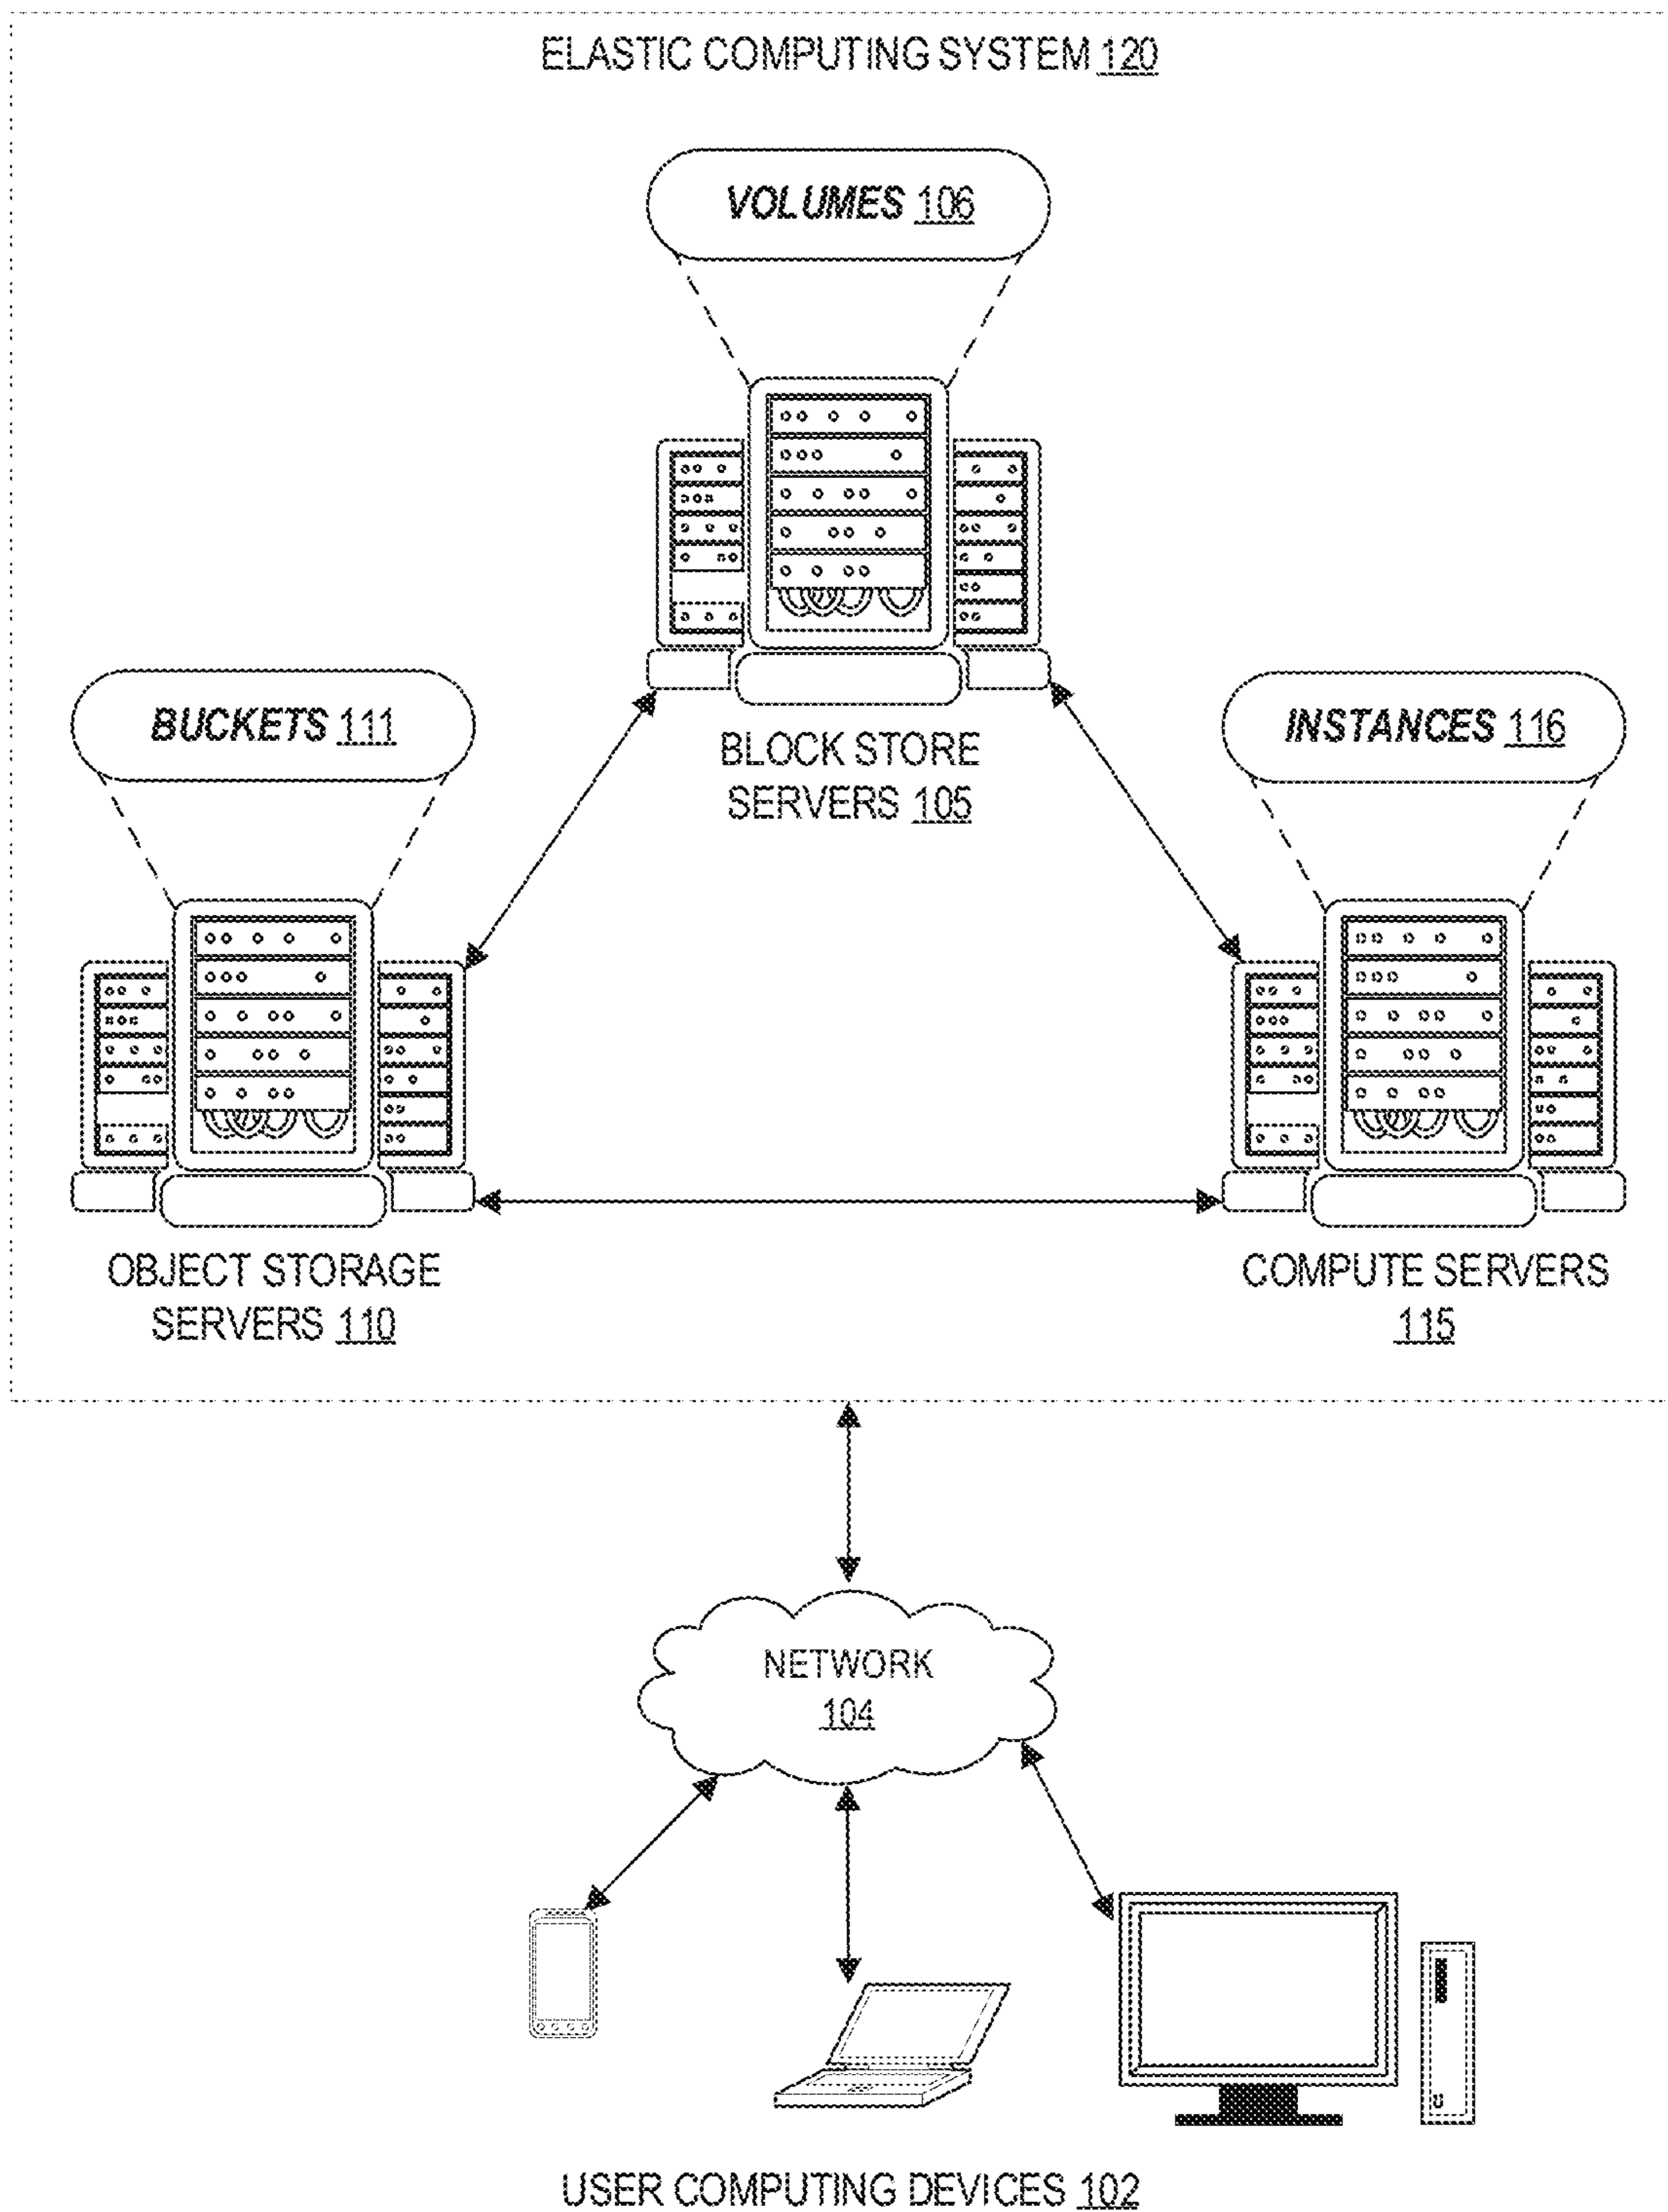 ELASTIC COMPUTING SYSTEM 120
VOLUMES 106
BUCKETS 111
BLOCK STORE
SERVERS 105
INSTANCES 116
OBJECT STORAGE
SERVERS 110
COMPUTE SERVERS
115
NETWORK
104
USER COMPUTING DEVICES 102